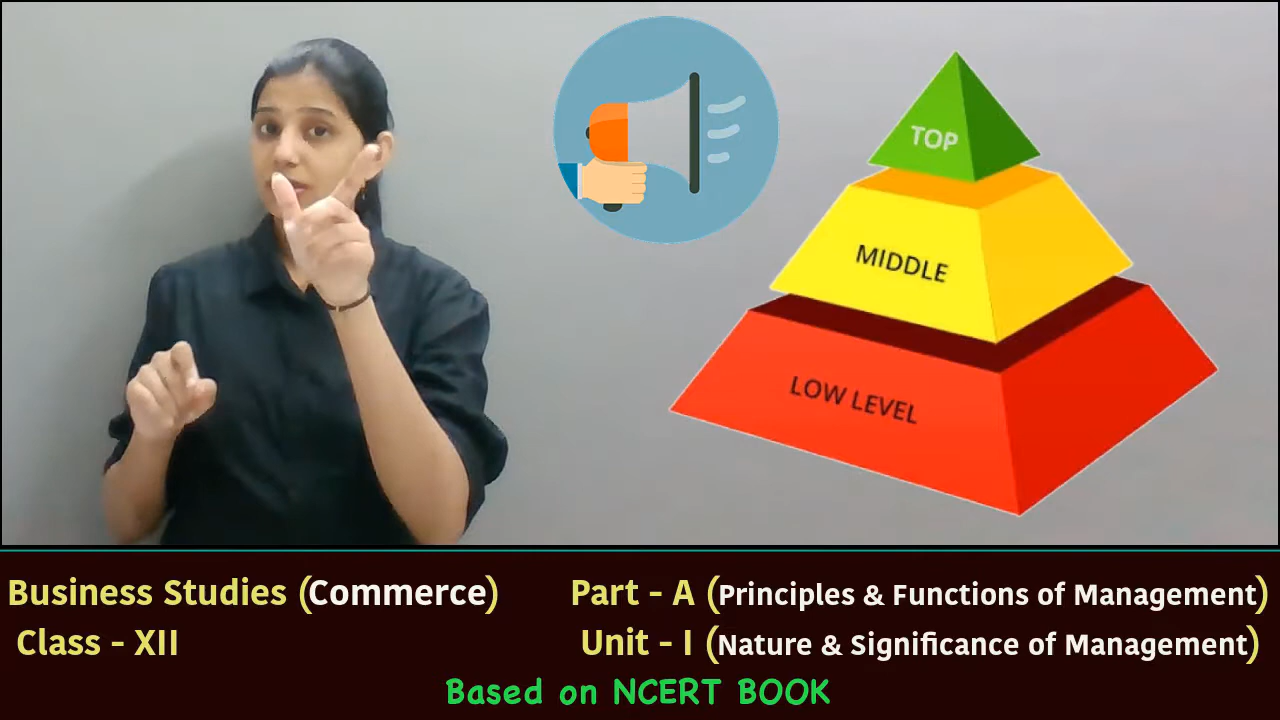 TOP
MIDDLE
LOW LEVEL
Business Studies (Commerce)
Part - A (Principles & Functions of Management)
Class - XII
Unit - I (Nature & Significance of Management)
Based on NCERT BOOK